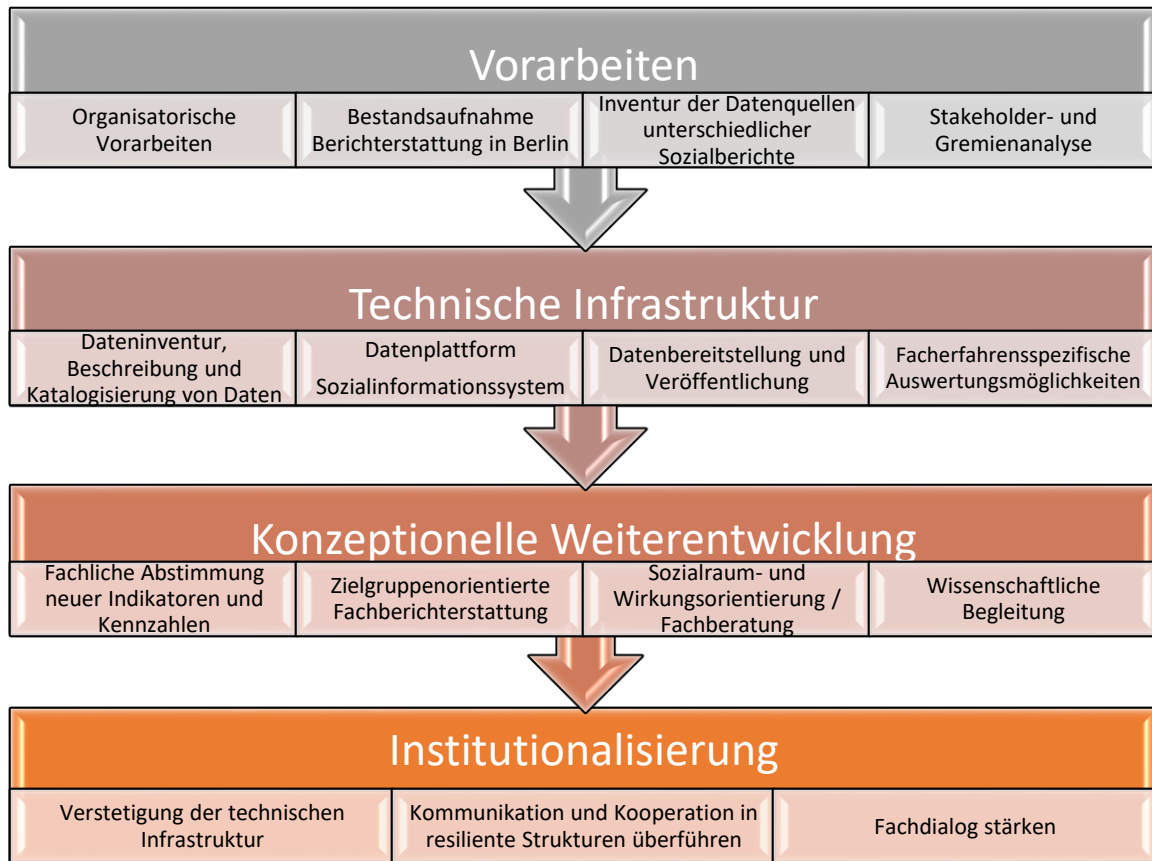 Vorarbeiten
Organisatorische
Vorarbeiten
Bestandsaufnahme
Berichterstattung in Berlin
Inventur der Datenquellen
unterschiedlicher
Sozialberichte
Stakeholder- und
Gremienanalyse
Technische Infrastruktur
Dateninventur,
Beschreibung und
Katalogisierung von Daten
Datenplattform
Sozialinformationssystem
Datenbereitstellung und
Veröffentlichung
Facherfahrensspezifische
Auswertungsmöglichkeiten
Konzeptionelle Weiterentwicklung
Fachliche Abstimmung
neuer Indikatoren und
Kennzahlen
Zielgruppenorientierte
Fachberichterstattung
Sozialraum- und
Wirkungsorientierung /
Fachberatung
Wissenschaftliche
Begleitung
Institutionalisierung
Verstetigung der technischen
Infrastruktur
Kommunikation und Kooperation in
resiliente Strukturen überführen
Fachdialog stärken